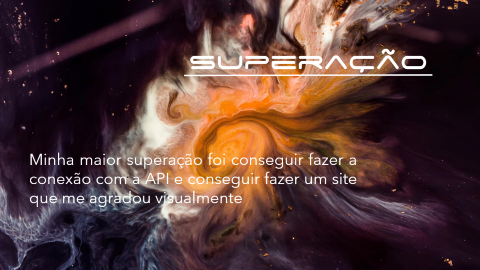 SUPERAÇÃO
Minha maior superação foi conseguir fazer a
conexão com a API e conseguir fazer um site
que me agradou visualmente